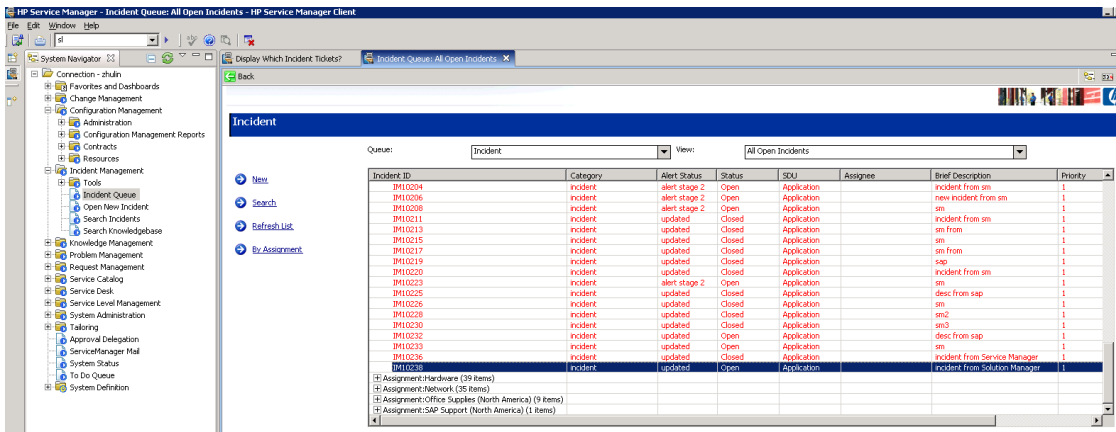 HP Service Manager - Incident Queue: All Open Incidents - HP Service Manager Client
File Edit Window Help
sl
System Navigator
Display Which Incident Tickets?
Incident Queue: All Open Incidents
Connection - zhulin
Favorites and Dashboards
Change Management
Configuration Management
Administration
Configuration Management Reports
Contracts
Resources
Incident Management
Tools
Incident Queue
Open New Incident
Search Incidents
Search Knowledgebase
Knowledge Management
Problem Management
Request Management
Service Catalog
Service Desk
Service Level Management
System Administration
Tailoring
Approval Delegation
ServiceManager Mail
System Status
To Do Queue
System Definition
Back
Incident
Queue: Incident View: All Open Incidents
New
Search
Refresh List
By Assignment
Incident ID Category Alert Status Status SDU Assignee Brief Description Priority
IM10204 incident alert stage 2 Open Application incident from sm 1
IM10206 incident alert stage 2 Open Application new incident from sm 1
IM10208 incident alert stage 2 Open Application sm 1
IM10211 incident updated Closed Application incident from sm 1
IM10213 incident updated Closed Application sm from 1
IM10215 incident updated Closed Application sm 1
IM10217 incident updated Closed Application sm from 1
IM10219 incident updated Closed Application sap 1
IM10220 incident updated Closed Application incident from sm 1
IM10223 incident alert stage 2 Open Application sm 1
IM10225 incident updated Closed Application desc from sap 1
IM10226 incident updated Closed Application sm 1
IM10228 incident updated Closed Application sm2 1
IM10230 incident updated Closed Application sm3 1
IM10232 incident updated Open Application desc from sap 1
IM10233 incident updated Open Application sm 1
IM10236 incident updated Closed Application incident from Service Manager 1
IM10238 incident updated Open Application incident from Solution Manager 1
Assignment:Hardware (39 items)
Assignment:Network (35 items)
Assignment:Office Supplies (North America) (9 items)
Assignment:SAP Support (North America) (1 items)